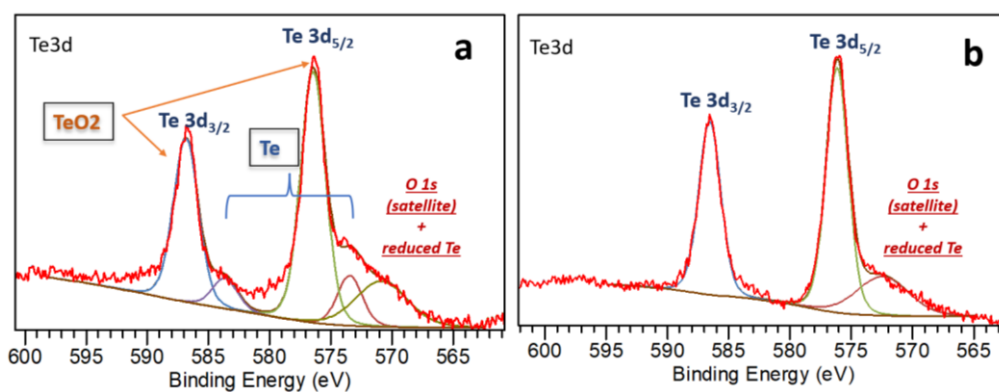 Te3d
Te 3d5/2
a
TeO2
Te 3d3/2
Te
O 1s
(satellite)
+
reduced Te
600 595 590 585 580 575 570 565
Binding Energy (eV)
Te3d
Te 3d5/2
b
Te 3d3/2
O 1s
(satellite)
+
reduced Te
600 595 590 585 580 575 570 565
Binding Energy (eV)